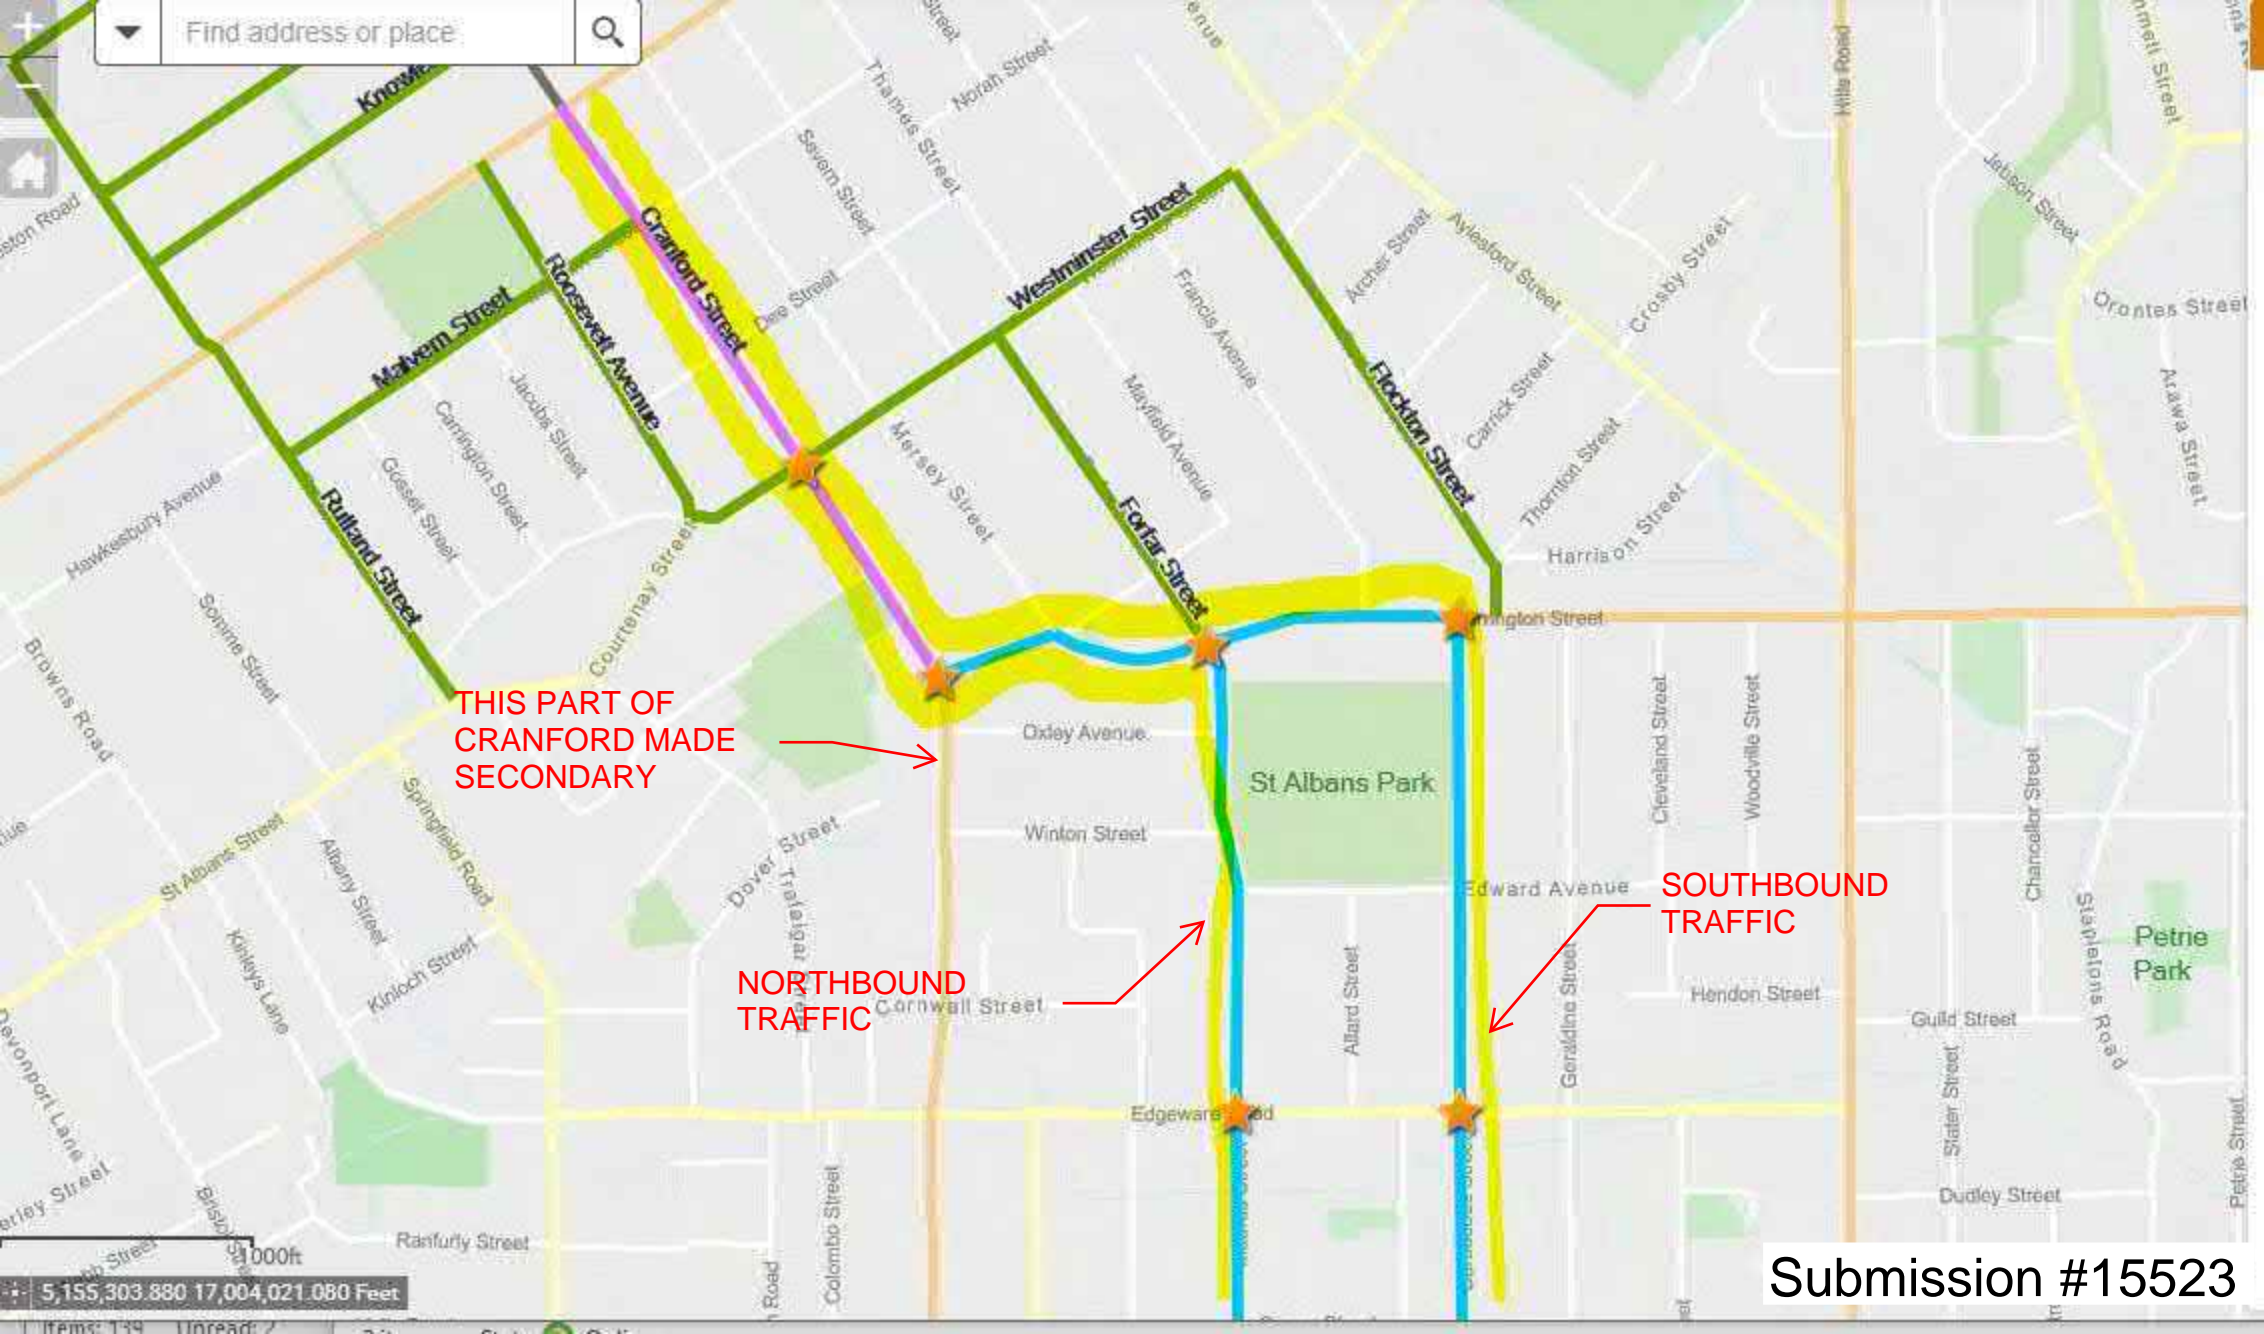 Find address or place
Norah Street
Thames Street
Severn Street
Street
enue
Hills Road
Jebson Street
Orontes Street
Arawa Street
Cranford Street
Dee Street
Westminster Street
Francis Avenue
Archer Street
Aylesford Street
Crosby Street
Carrick Street
Thornton Street
Harrison Street
Flockton Street
Mayfield Avenue
Forfar Street
Mersey Street
Roosevelt Avenue
Malvern Street
Jacobs Street
Carrington Street
Gosset Street
Hawkesbury Avenue
Rutland Street
Courtenay Street
Somme Street
Browns Road
THIS PART OF
CRANFORD MADE
SECONDARY
Oxley Avenue
Winton Street
St Albans Park
Cleveland Street
Woodville Street
Chancellor Street
St Albans Street
Springfield Road
Albany Street
Dover Street
Trafalgar Street
Edward Avenue
SOUTHBOUND
TRAFFIC
Kinleys Lane
Kinloch Street
NORTHBOUND
TRAFFIC
Cornwall Street
Allard Street
Geraldine Street
Hendon Street
Guild Street
Stapletons Road
Petrie
Park
Devonport Lane
Slater Street
Dudley Street
Petrie Street
Ranfurly Street
Colombo Street
Road
1000ft
5,155,303.880 17,004,021.080 Feet
Submission #15523